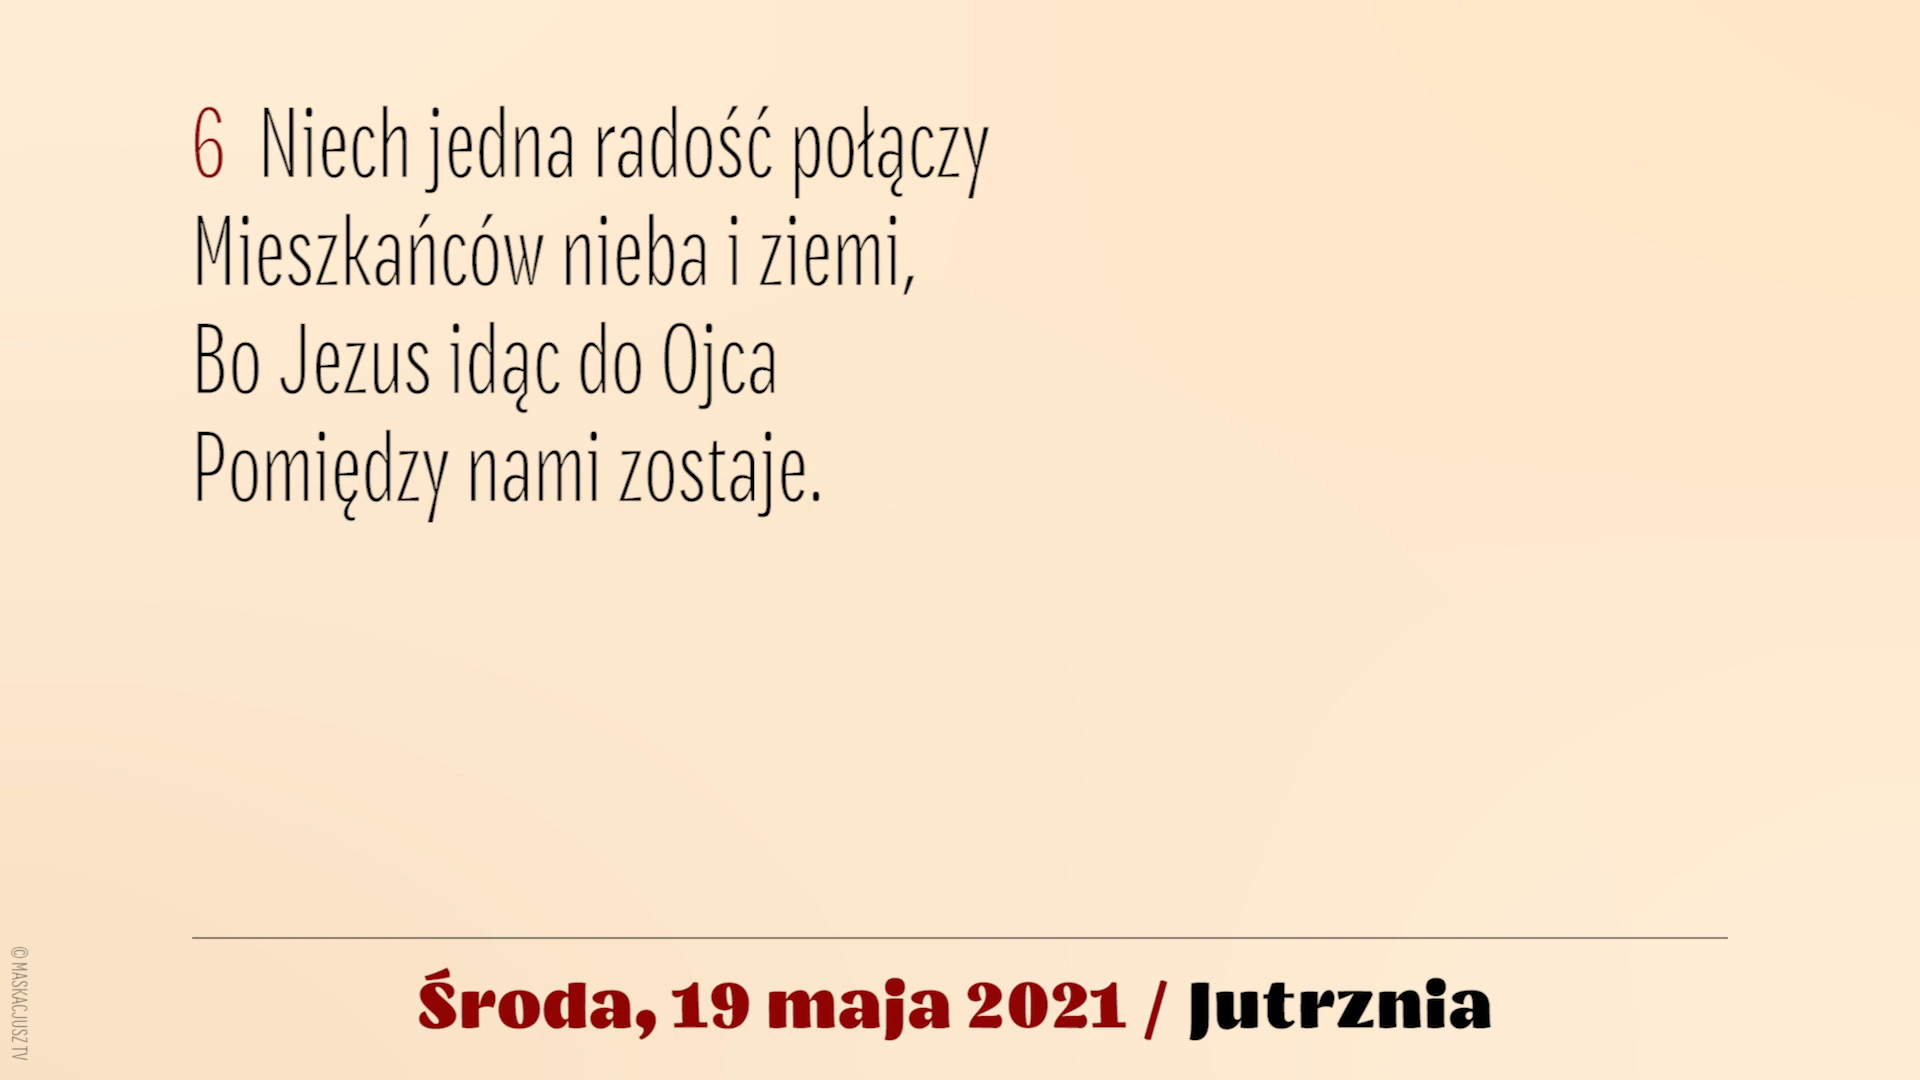 6 Niech jedna radość połączy
Mieszkańców nieba i ziemi,
Bo Jezus idąc do Ojca
Pomiędzy nami zostaje.
Środa, 19 maja 2021 / Jutrznia
© MASKACJUSZ TV